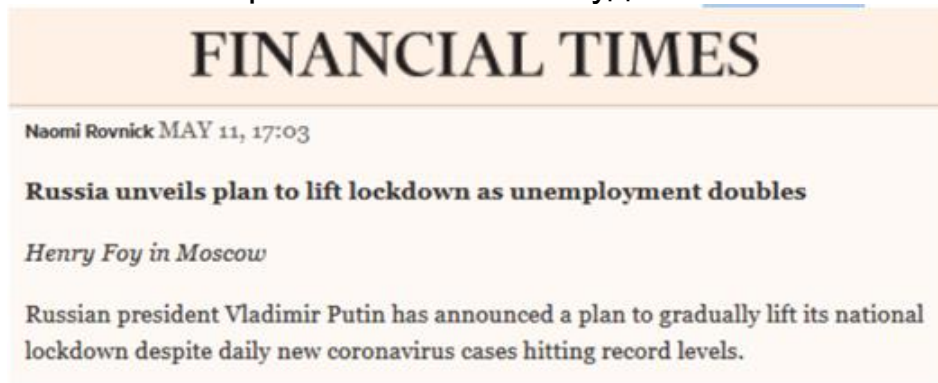 FINANCIAL TIMES
Naomi Rovnick MAY 11, 17:03
Russia unveils plan to lift lockdown as unemployment doubles
Henry Foy in Moscow
Russian president Vladimir Putin has announced a plan to gradually lift its national
lockdown despite daily new coronavirus cases hitting record levels.